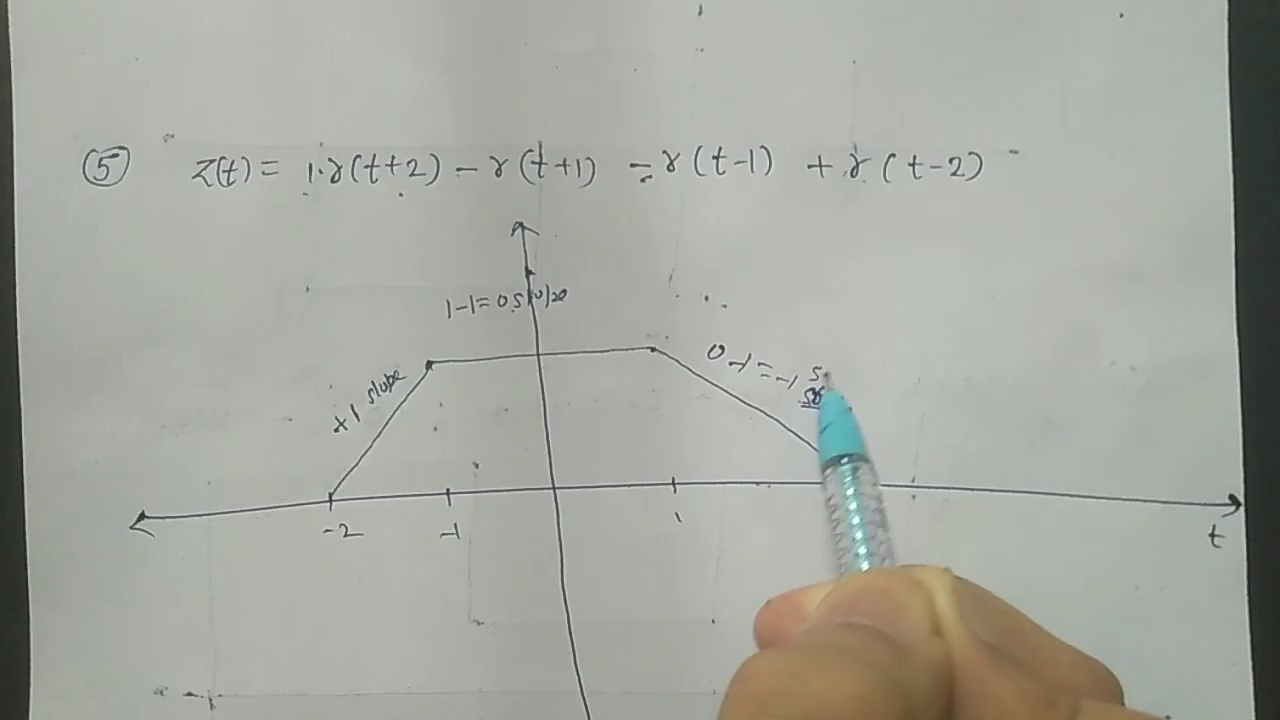 ⑤ z(t) = 1·r(t+2) – r(t+1) – r(t-1) + r(t-2)
1-1=0 slope
0-1=-1 s
+1 slope
-2 -1 1 t